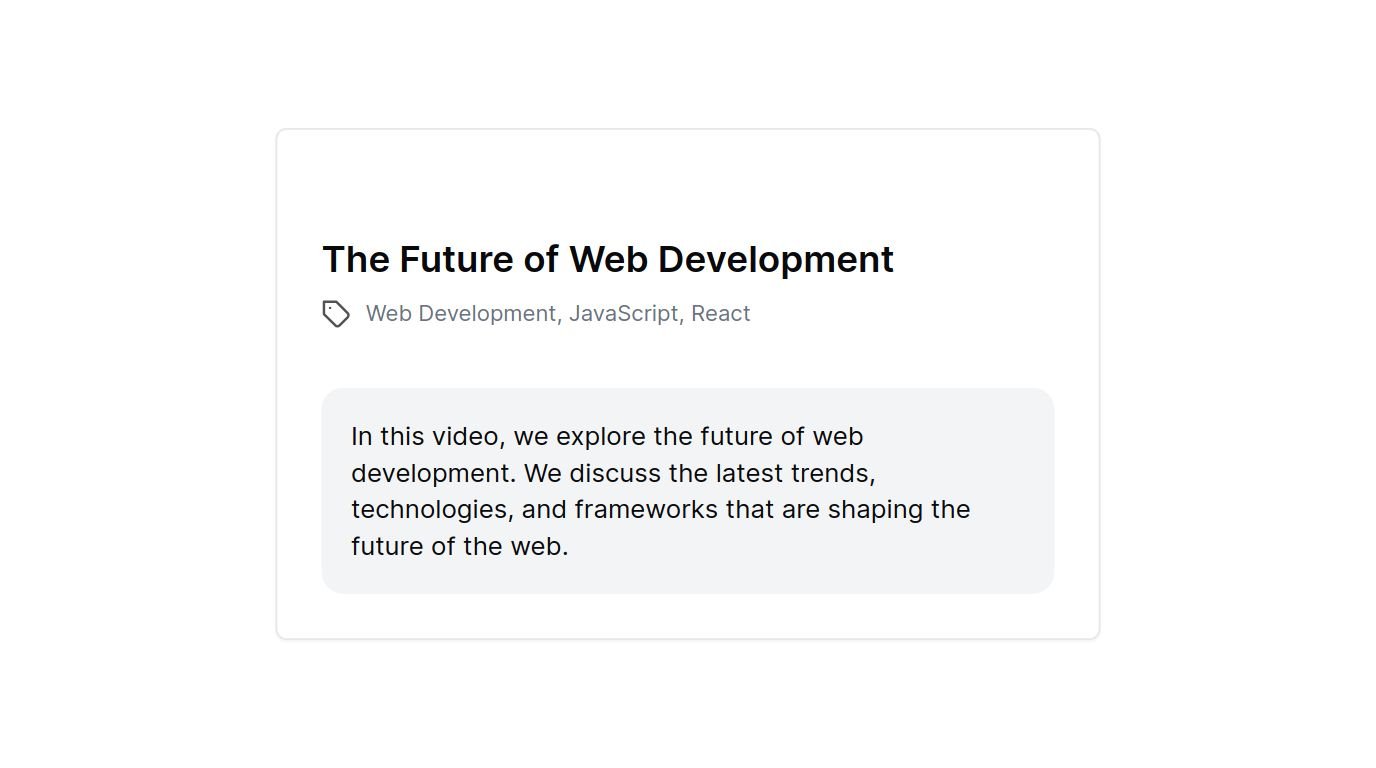 The Future of Web Development
Web Development, JavaScript, React
In this video, we explore the future of web
development. We discuss the latest trends,
technologies, and frameworks that are shaping the
future of the web.